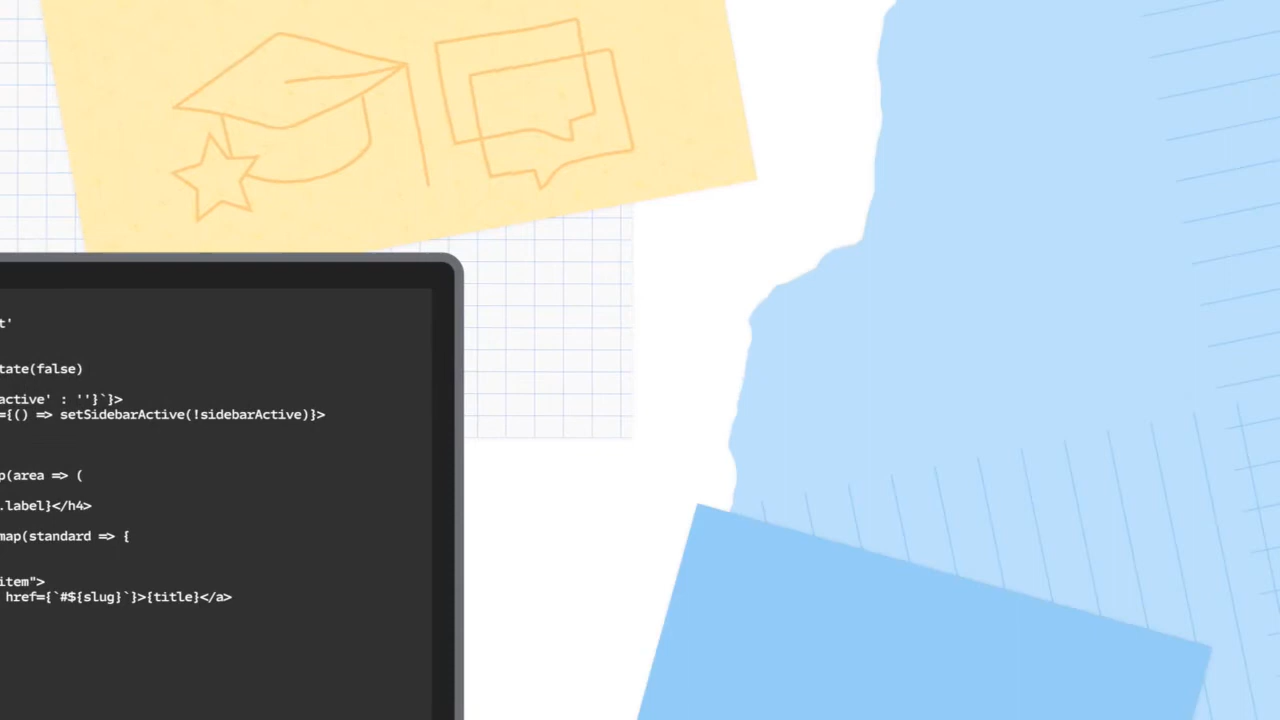 t'
tate(false)
active' : ''}`}>
={() => setSidebarActive(!sidebarActive)}>
p(area => (
.label}</h4>
map(standard => {
item">
href={`#${slug}`}>{title}</a>